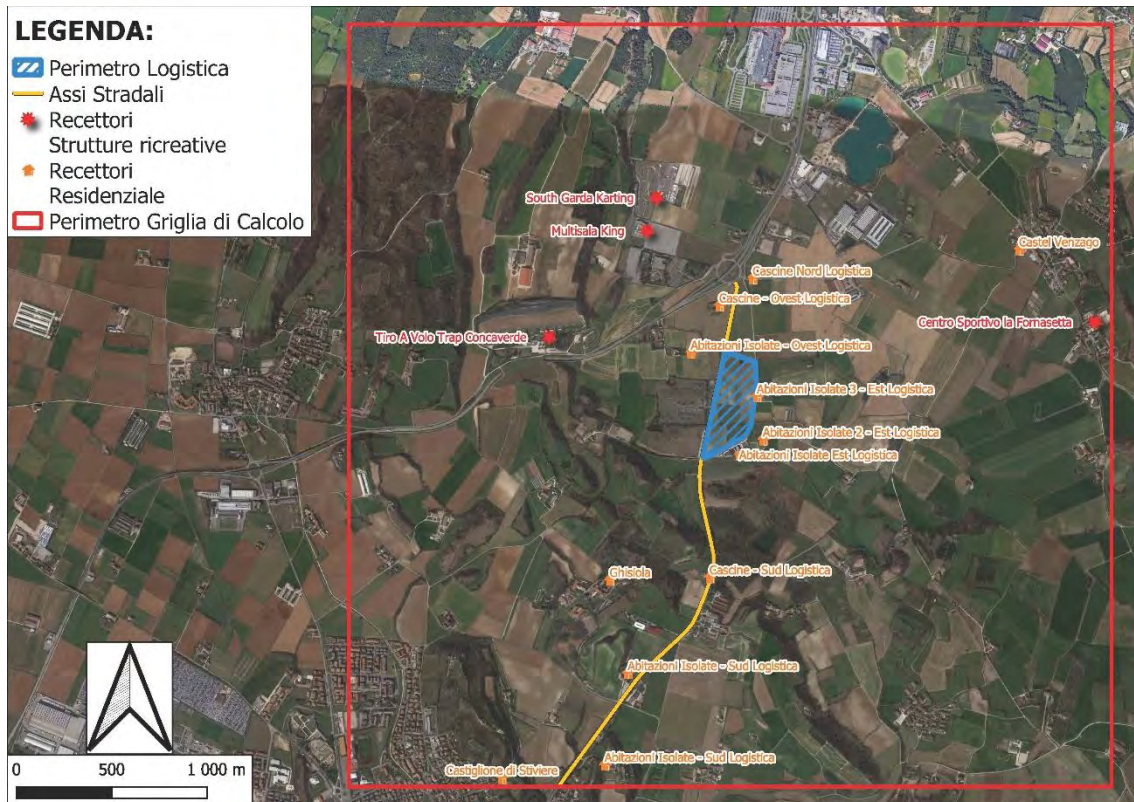 LEGENDA:
Perimetro Logistica
Assi Stradali
Recettori
Strutture ricreative
Recettori
Residenziale
Perimetro Griglia di Calcolo
South Garda Karting
Multisala King
Castel Venzago
Cascine Nord Logistica
Cascine - Ovest Logistica
Centro Sportivo la Fornasetta
Tiro A Volo Trap Concaverde
Abitazioni Isolate - Ovest Logistica
Abitazioni Isolate 3 - Est Logistica
Abitazioni Isolate 2 - Est Logistica
Abitazioni Isolate Est Logistica
Ghisiola
Cascine - Sud Logistica
Abitazioni Isolate - Sud Logistica
Abitazioni Isolate - Sud Logistica
Castiglione di Stiviere
0 500 1 000 m